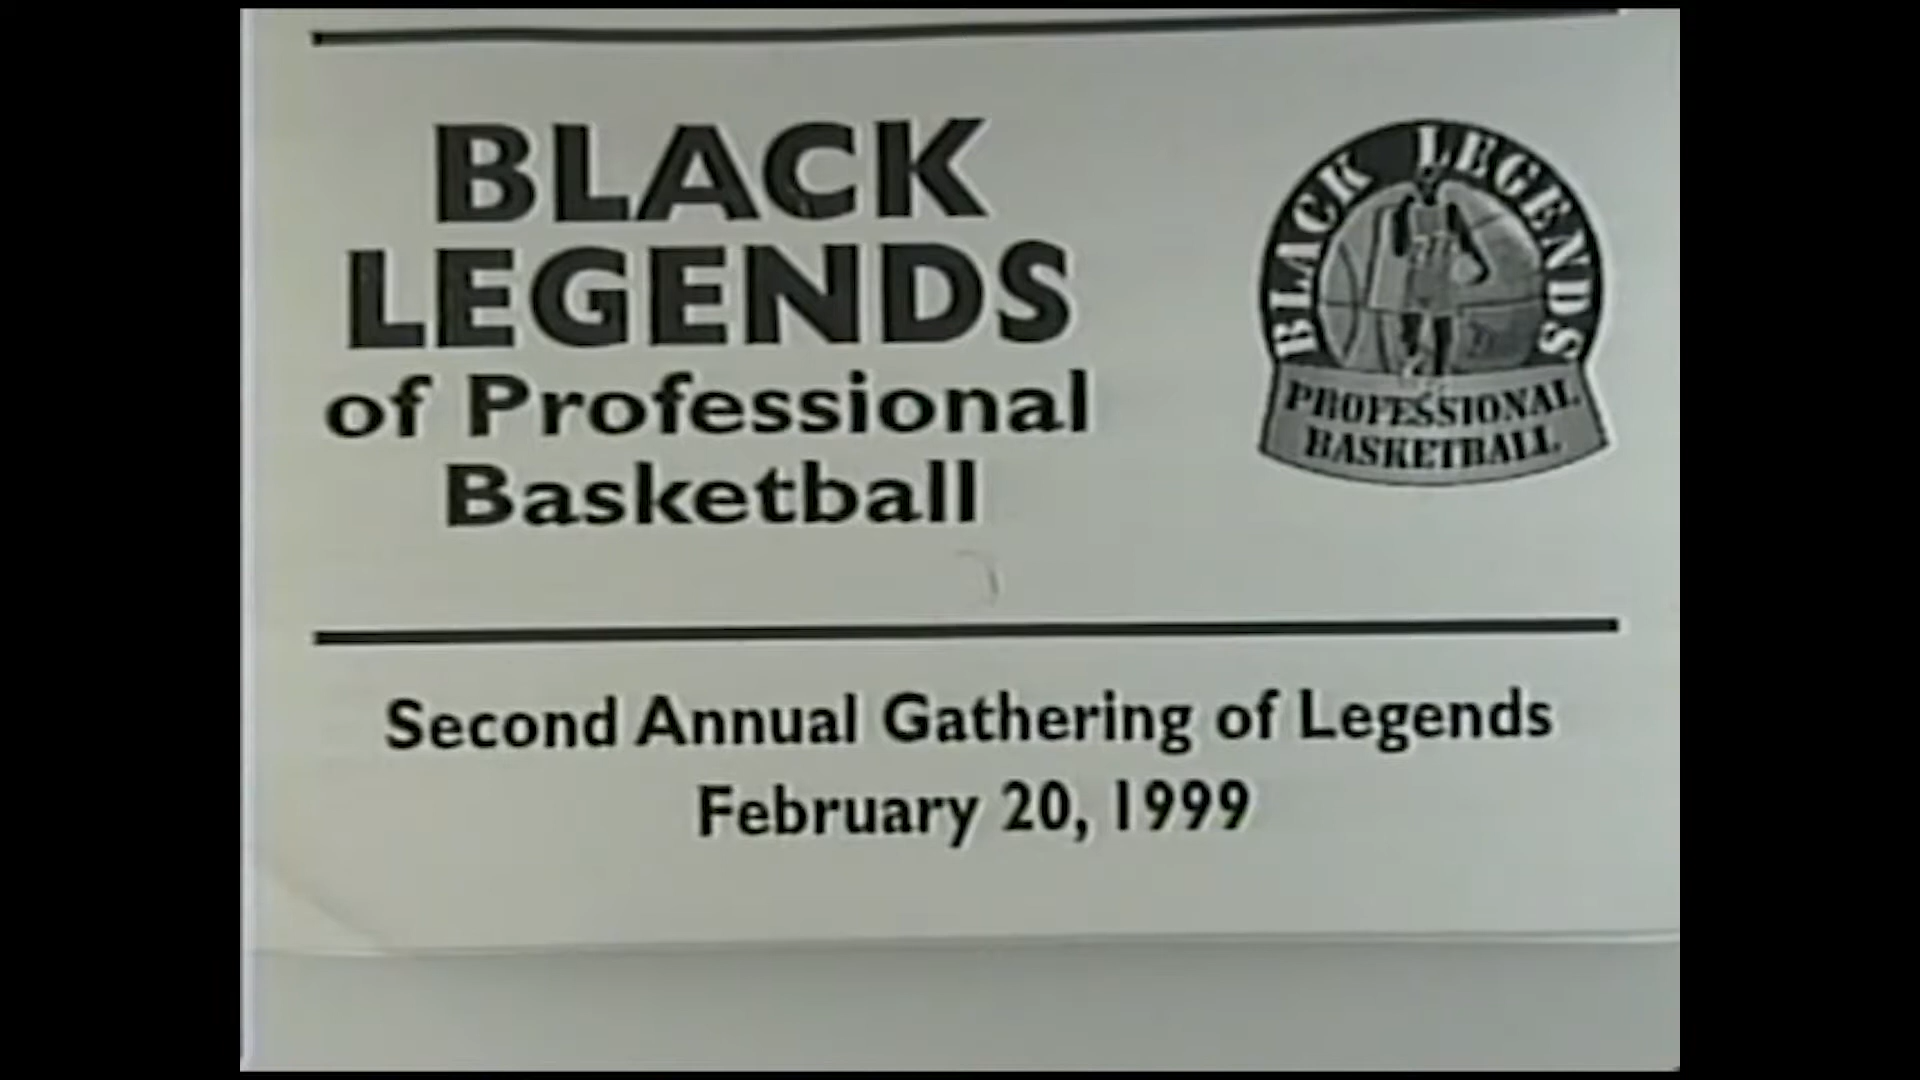 BLACK
LEGENDS
of Professional
Basketball
BLACK LEGENDS
PROFESSIONAL
BASKETBALL
Second Annual Gathering of Legends
February 20, 1999